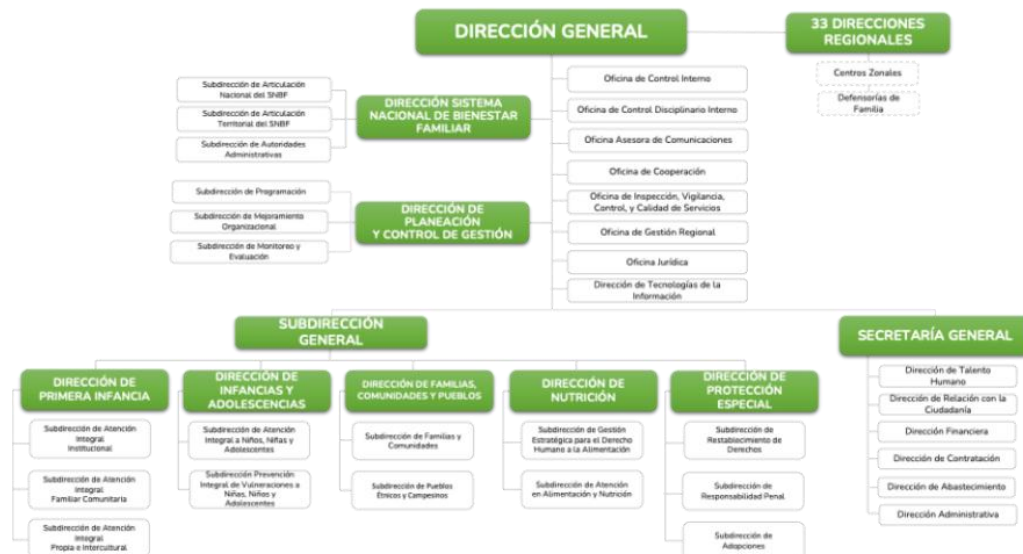 DIRECCIÓN GENERAL
33 DIRECCIONES
REGIONALES
Centros Zonales
Defensorías de
Familia
Subdirección de Articulación
Nacional del SNBF
Subdirección de Articulación
Territorial del SNBF
Subdirección de Autoridades
Administrativas
DIRECCIÓN SISTEMA
NACIONAL DE BIENESTAR
FAMILIAR
Subdirección de Programación
Subdirección de Mejoramiento
Organizacional
Subdirección de Monitoreo y
Evaluación
DIRECCIÓN DE
PLANEACIÓN
Y CONTROL DE GESTIÓN
Oficina de Control Interno
Oficina de Control Disciplinario Interno
Oficina Asesora de Comunicaciones
Oficina de Cooperación
Oficina de Inspección, Vigilancia,
Control, y Calidad de Servicios
Oficina de Gestión Regional
Oficina Jurídica
Dirección de Tecnologías de la
Información
SUBDIRECCIÓN
GENERAL
DIRECCIÓN DE
PRIMERA INFANCIA
Subdirección de Atención
Integral
Institucional
Subdirección de Atención
Integral
Familiar Comunitaria
Subdirección de Atención
Integral
Propia e Intercultural
DIRECCIÓN DE
INFANCIAS Y
ADOLESCENCIAS
Subdirección de Atención
Integral a Niños, Niñas y
Adolescentes
Subdirección Prevención
Integral de Vulneraciones a
Niñas, Niños y
Adolescentes
DIRECCIÓN DE FAMILIAS,
COMUNIDADES Y PUEBLOS
Subdirección de Familias y
Comunidades
Subdirección de Pueblos
Étnicos y Campesinos
DIRECCIÓN DE
NUTRICIÓN
Subdirección de Gestión
Estratégica para el Derecho
Humano a la Alimentación
Subdirección de Atención
en Alimentación y Nutrición
DIRECCIÓN DE
PROTECCIÓN
ESPECIAL
Subdirección de
Restablecimiento de
Derechos
Subdirección de
Responsabilidad Penal
Subdirección de
Adopciones
SECRETARÍA GENERAL
Dirección de Talento
Humano
Dirección de Relación con la
Ciudadanía
Dirección Financiera
Dirección de Contratación
Dirección de Abastecimiento
Dirección Administrativa